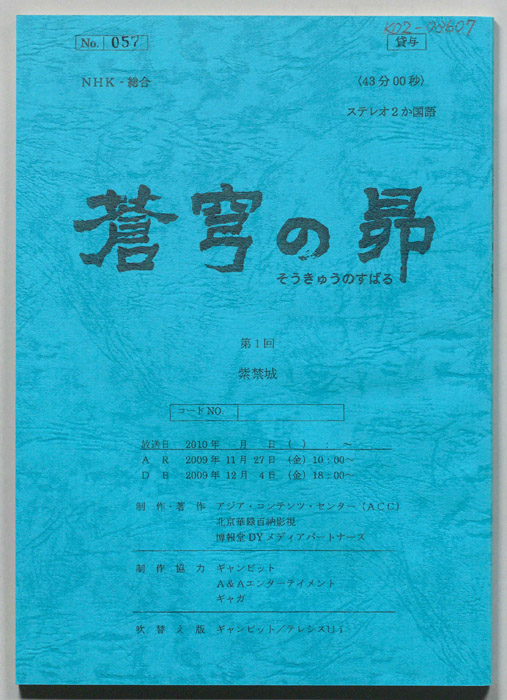 No. 057
K02-09607
貸与
NHK-総合
(43分00秒)
ステレオ2か国語
蒼穹の昴
そうきゅうのすばる
第1回
紫禁城
コードNO.
放送日 2010年 月 日 ( ) : ~
AR 2009年11月27日 (金) 10:00~
DB 2009年12月 4日 (金) 18:00~
制作・著作 アジア・コンテンツ・センター (ACC)
北京華録百納影視
博報堂DYメディアパートナーズ
制作協力 ギャンビット
A&Aエンターテイメント
ギャガ
吹替え版 ギャンビット/テレシス